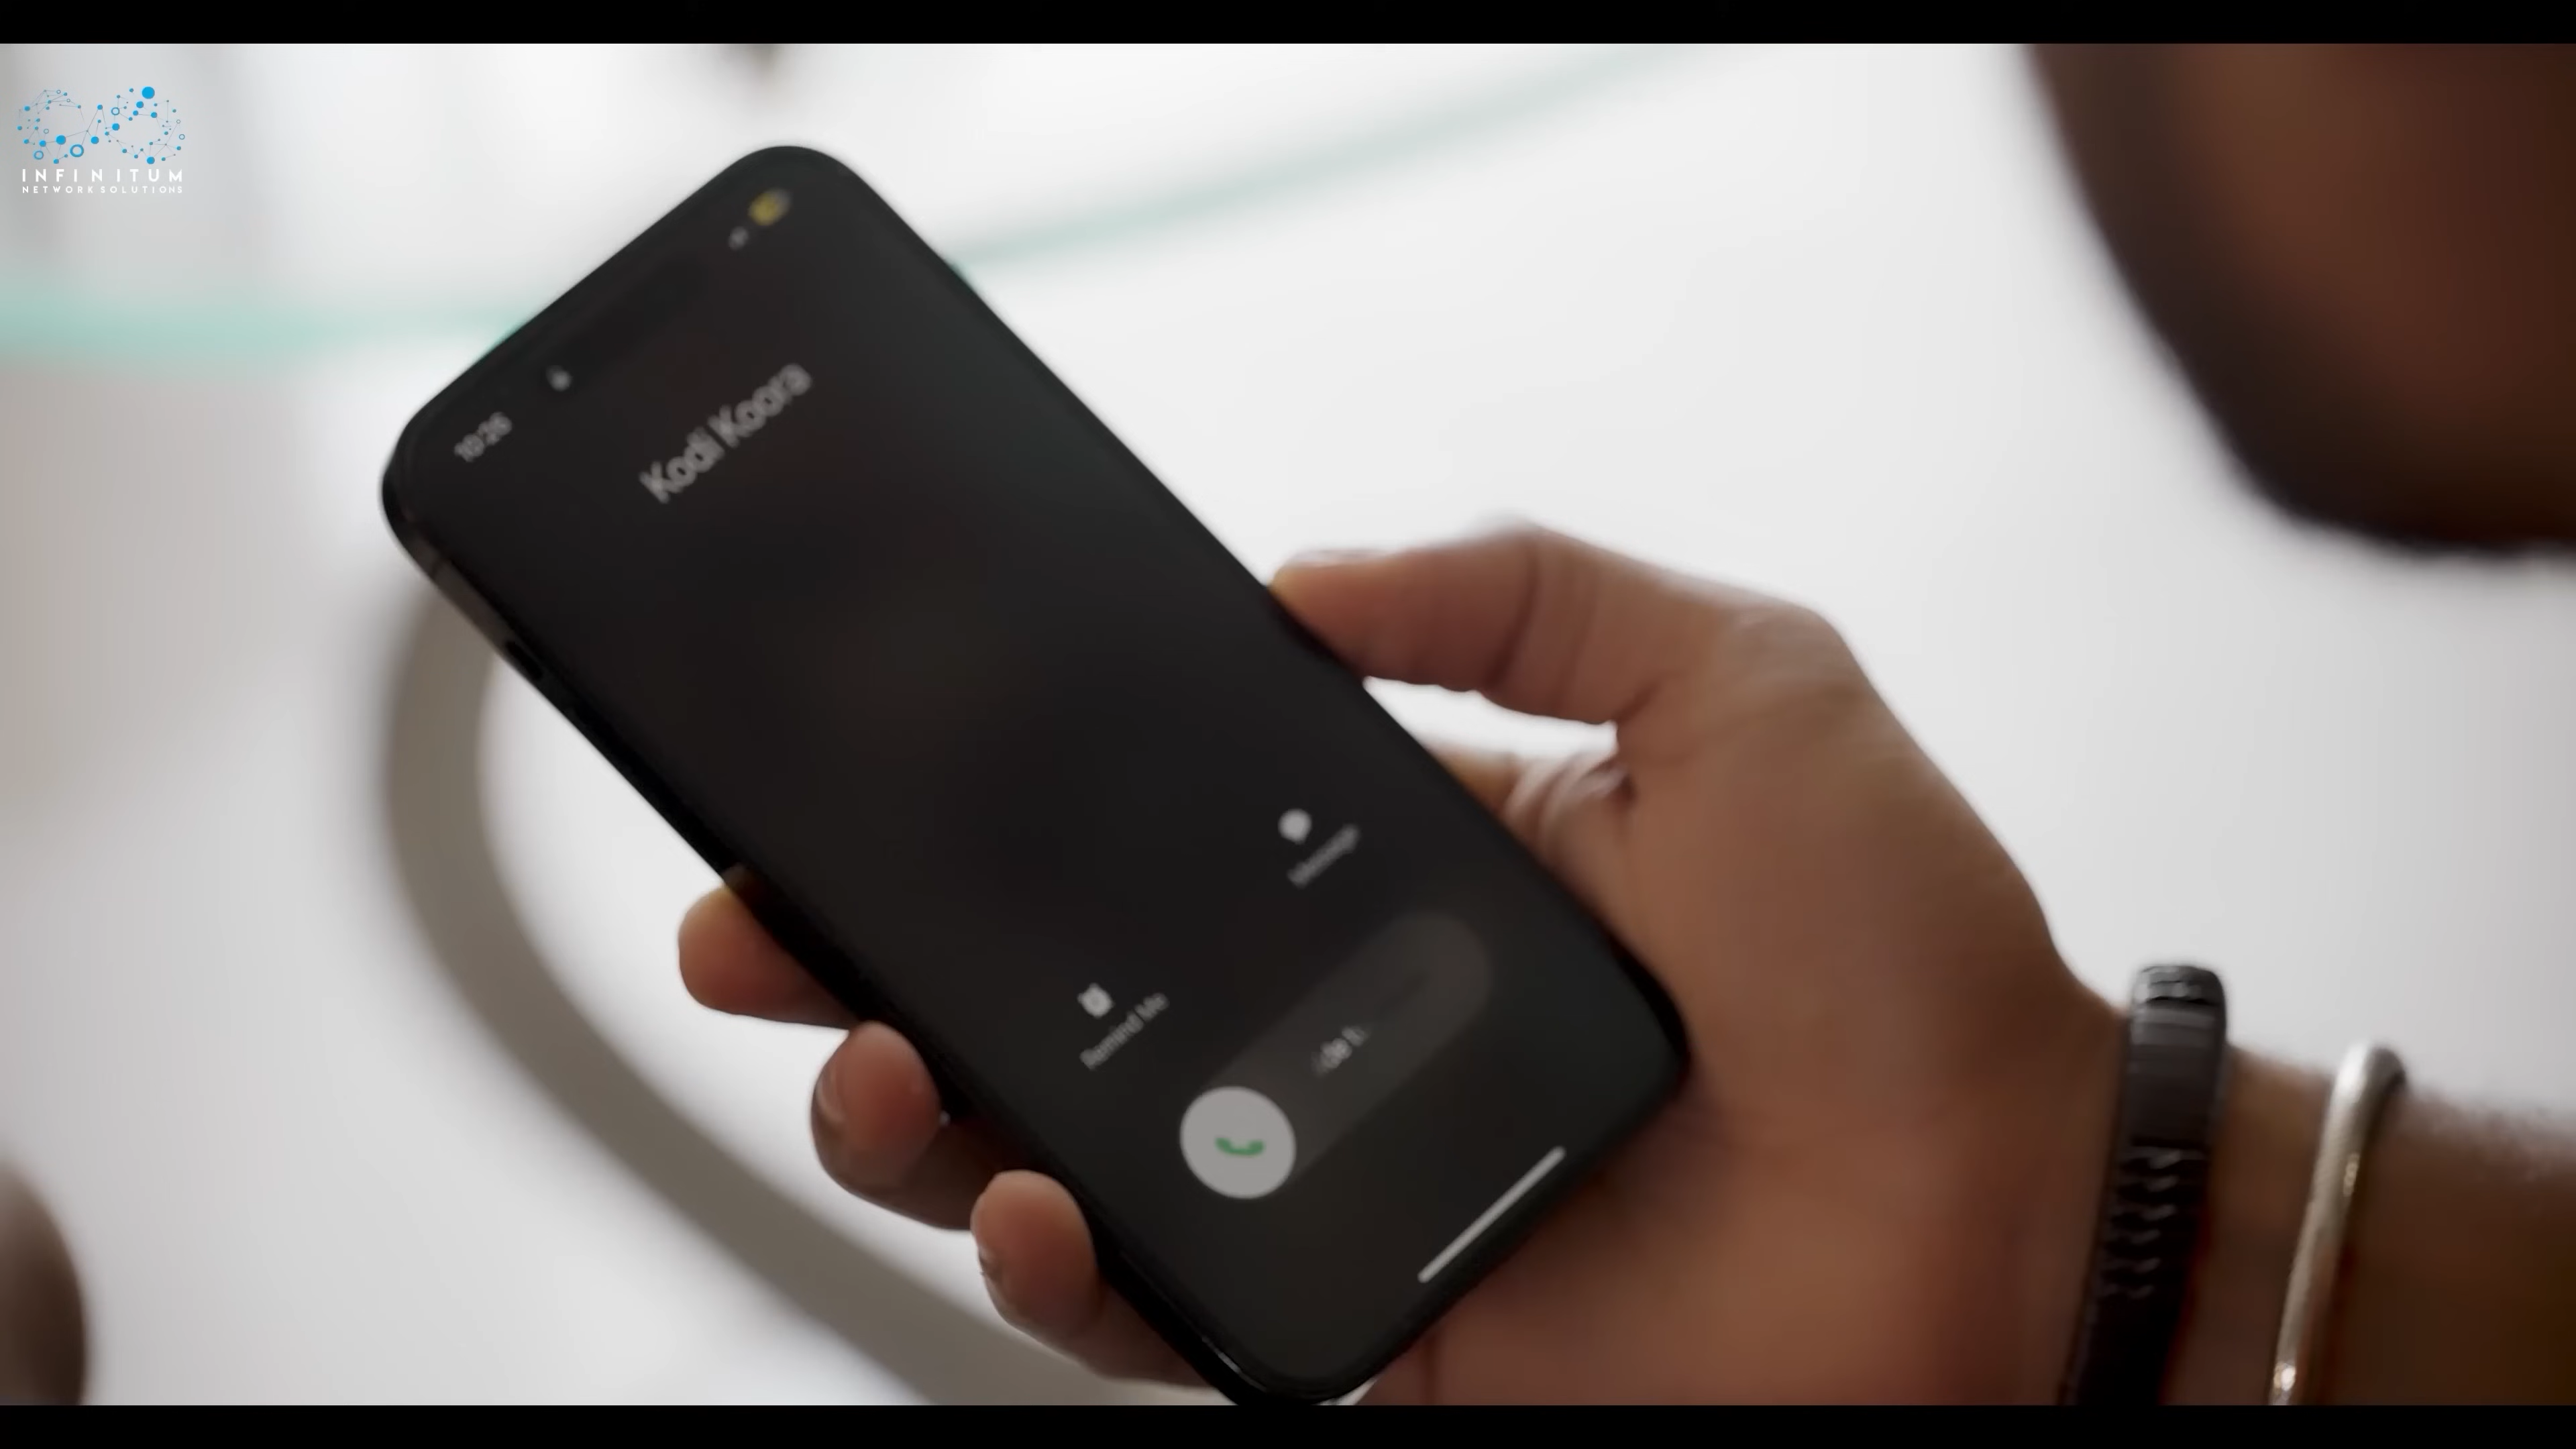 INFINITUM
NETWORK SOLUTIONS
10:26
Kodi Koora
Message
Remind Me